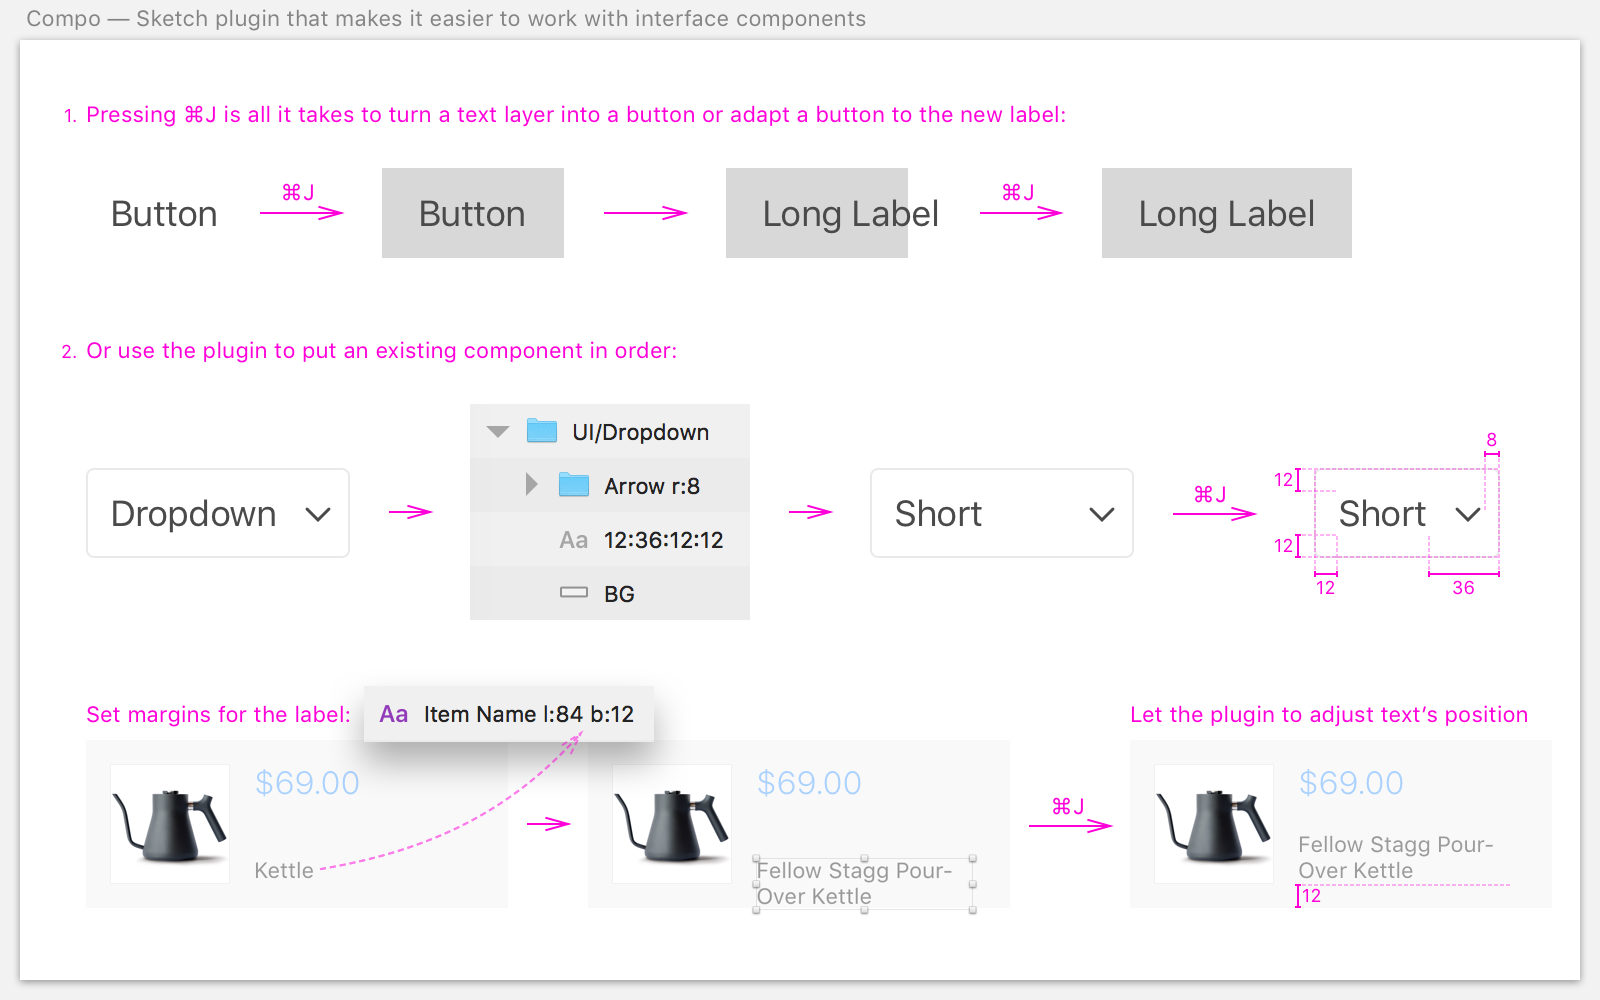 Compo — Sketch plugin that makes it easier to work with interface components
1. Pressing ⌘J is all it takes to turn a text layer into a button or adapt a button to the new label:
⌘J
⌘J
Button
Button
Long Label
Long Label
2. Or use the plugin to put an existing component in order:
UI/Dropdown
Arrow r:8
Aa 12:36:12:12
BG
Dropdown
Short
⌘J
8
12
Short
12
12
36
Set margins for the label:
Aa Item Name l:84 b:12
Let the plugin to adjust text’s position
$69.00
Kettle
$69.00
Fellow Stagg Pour-
Over Kettle
⌘J
$69.00
Fellow Stagg Pour-
Over Kettle
12